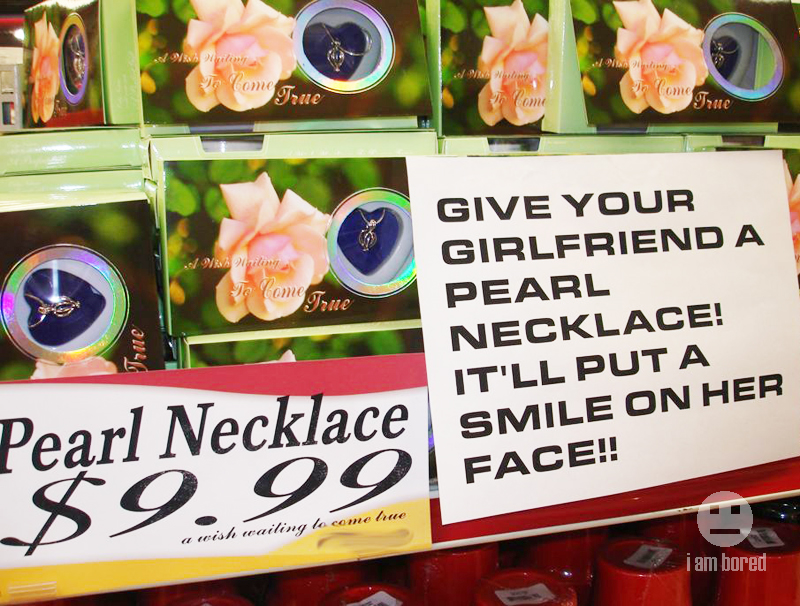 A Wish Waiting
To Come
True
A Wish Waiting
To Come
True
A Wish Waiting
To Come
True
A Wish Waiting
To Come
True
True
GIVE YOUR
GIRLFRIEND A
PEARL
NECKLACE!
IT'LL PUT A
SMILE ON HER
FACE!!
Pearl Necklace
$9.99
a wish waiting to come true
i am bored